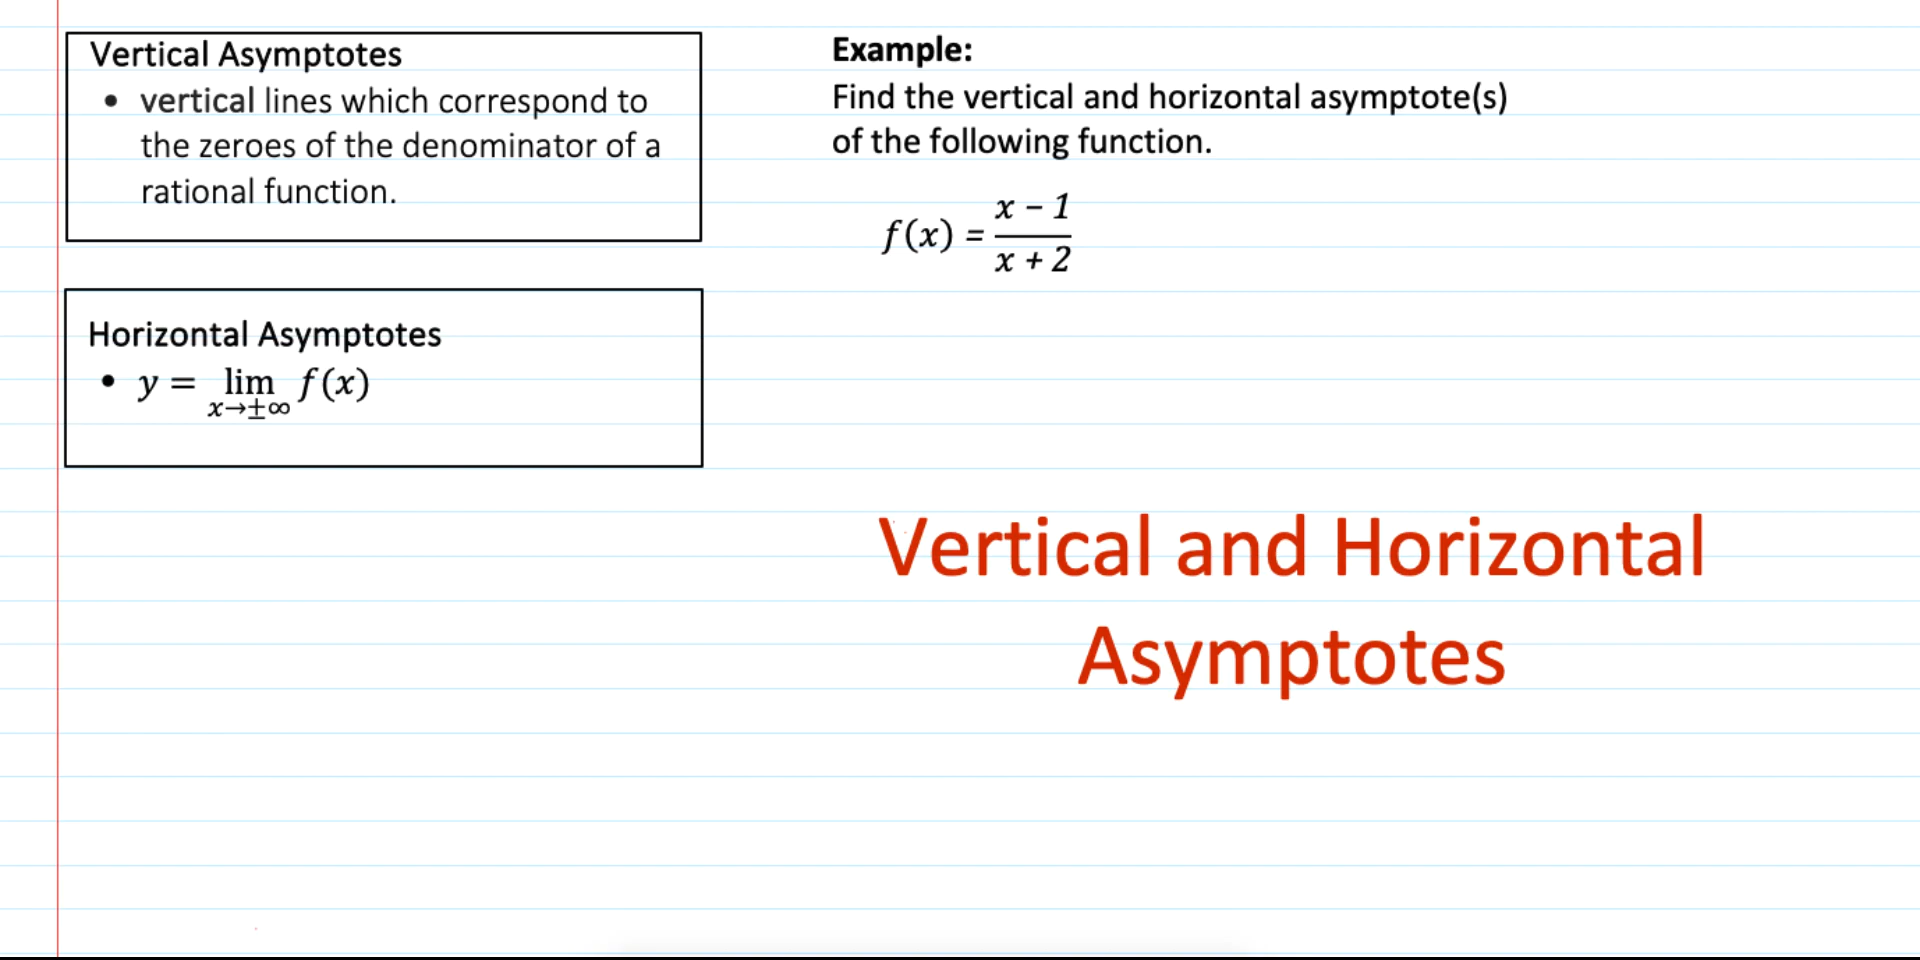 Vertical Asymptotes
• vertical lines which correspond to
the zeroes of the denominator of a
rational function.
Horizontal Asymptotes
• y = lim f(x)
x→±∞
Example:
Find the vertical and horizontal asymptote(s)
of the following function.
x − 1
f(x) =
x + 2
Vertical and Horizontal
Asymptotes